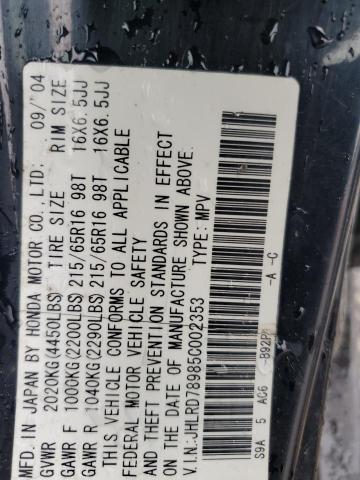 MFD. IN JAPAN BY HONDA MOTOR CO., LTD. 09/'04
GVWR 2020KG(4450LBS) TIRE SIZE RIM SIZE
GAWR F 1000KG(2200LBS) 215/65R16 98T 16X6.5JJ
GAWR R 1040KG(2290LBS) 215/65R16 98T 16X6.5JJ
THIS VEHICLE CONFORMS TO ALL APPLICABLE
FEDERAL MOTOR VEHICLE SAFETY
THEFT PREVENTION STANDARDS IN EFFECT
ON THE DATE OF MANUFACTURE SHOWN ABOVE.
V.I.N:JHLRD78985C002353 TYPE: MPV
S9A 5 AC6 -B92P -A -C